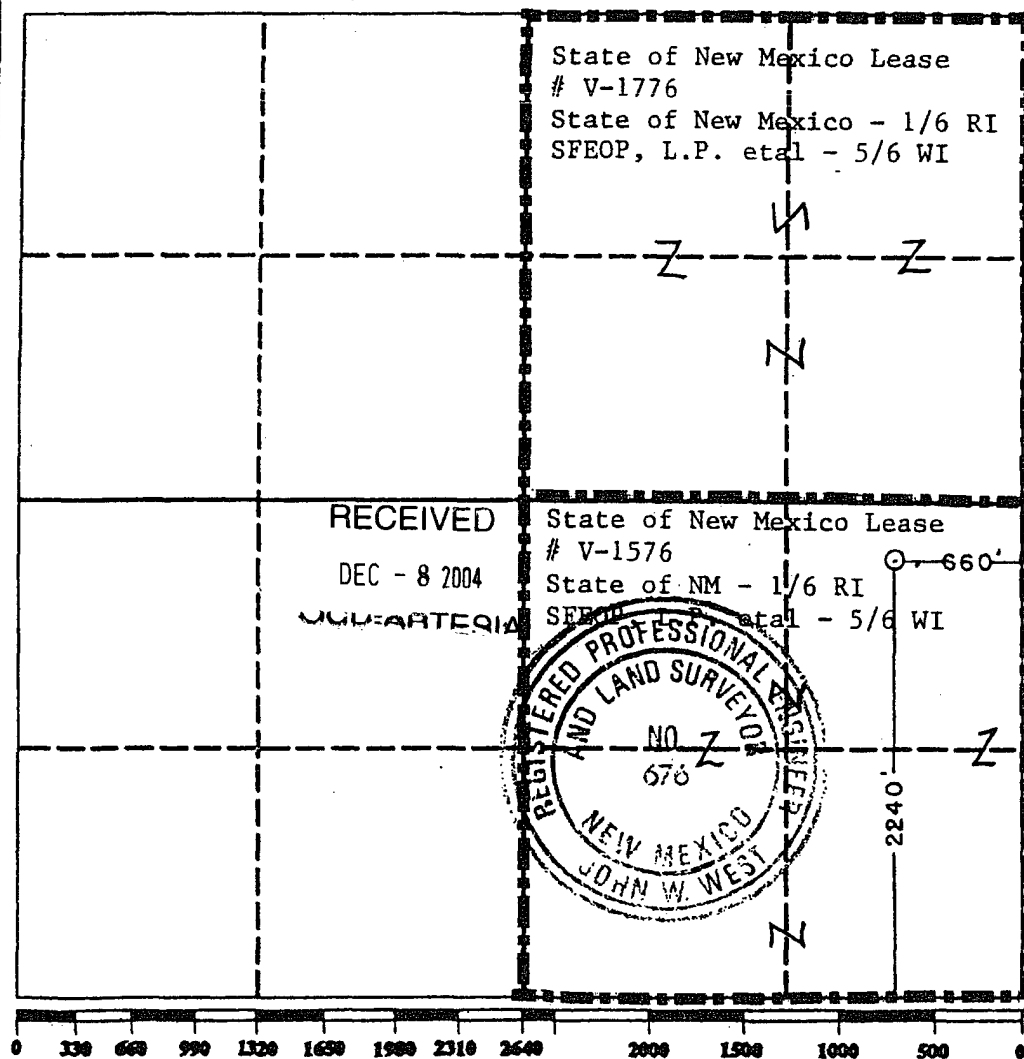 State of New Mexico Lease
# V-1776
State of New Mexico - 1/6 RI
SFEOP, L.P. etal - 5/6 WI
Z
Z
Z
Z
RECEIVED
DEC - 8 2004
State of New Mexico Lease
# V-1576
State of NM - 1/6 RI
SFEOP, L.P. etal - 5/6 WI
660'
2240'
REGISTERED PROFESSIONAL ENGINEER
AND LAND SURVEYOR
NO.
676
NEW MEXICO
JOHN W. WEST
Z
Z
Z
0 330 660 990 1320 1650 1980 2310 2640 2000 1500 1000 500 0